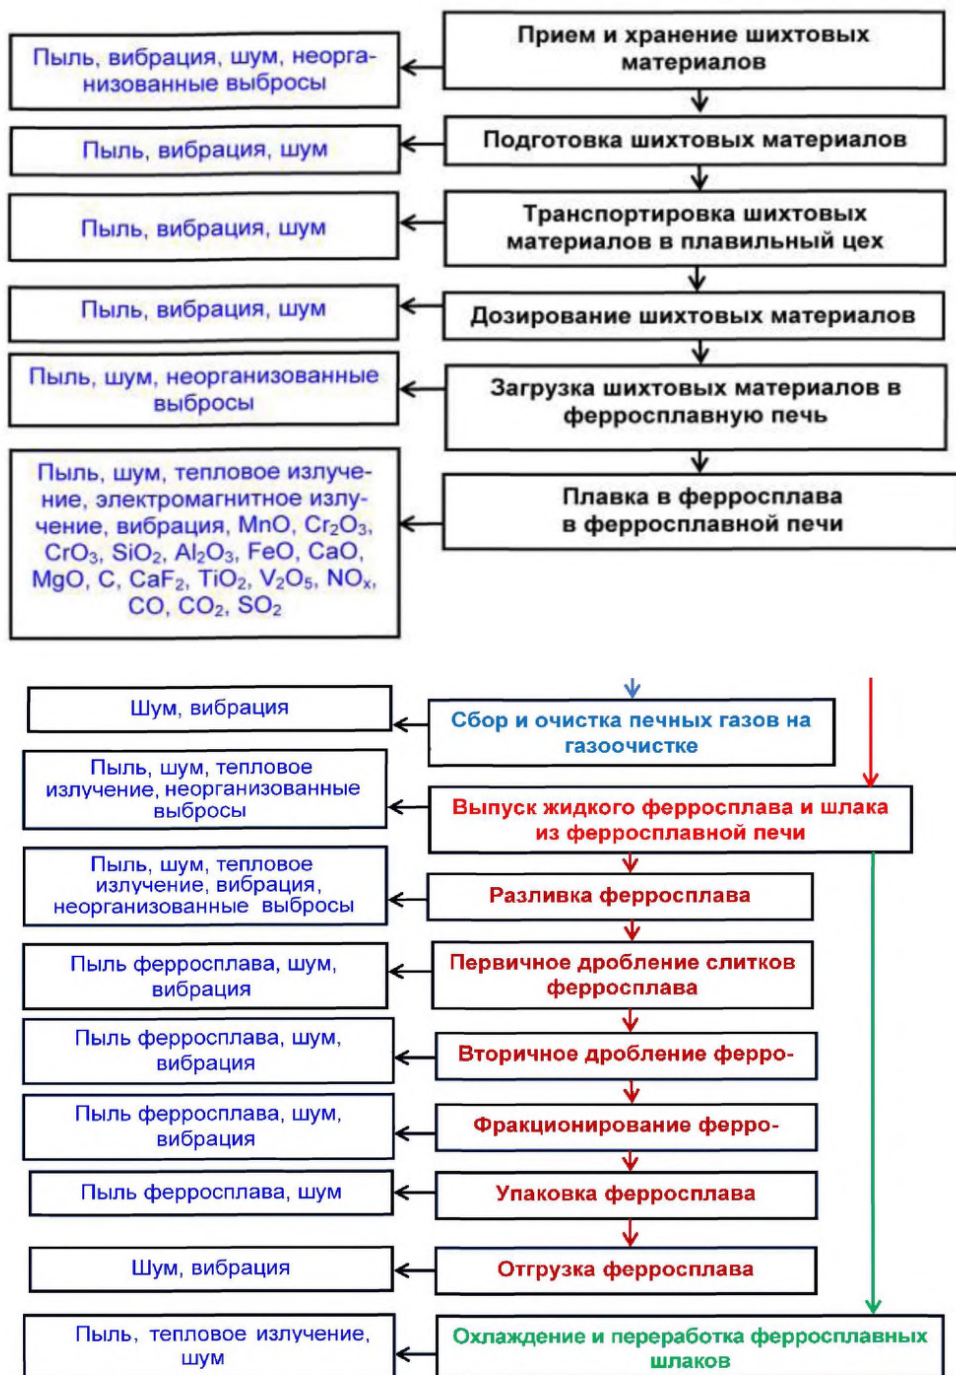 Прием и хранение шихтовых
материалов
Пыль, вибрация, шум, неорга-
низованные выбросы
Подготовка шихтовых материалов
Пыль, вибрация, шум
Транспортировка шихтовых
материалов в плавильный цех
Пыль, вибрация, шум
Дозирование шихтовых материалов
Пыль, вибрация, шум
Загрузка шихтовых материалов в
ферросплавную печь
Пыль, шум, неорганизованные
выбросы
Плавка в ферросплава
в ферросплавной печи
Пыль, шум, тепловое излуче-
ние, электромагнитное излу-
чение, вибрация, MnO, Cr₂O₃,
CrO₃, SiO₂, Al₂O₃, FeO, CaO,
MgO, C, CaF₂, TiO₂, V₂O₅, NOₓ,
CO, CO₂, SO₂
Сбор и очистка печных газов на
газоочистке
Шум, вибрация
Выпуск жидкого ферросплава и шлака
из ферросплавной печи
Пыль, шум, тепловое
излучение, неорганизованные
выбросы
Разливка ферросплава
Пыль, шум, тепловое
излучение, вибрация,
неорганизованные выбросы
Первичное дробление слитков
ферросплава
Пыль ферросплава, шум,
вибрация
Вторичное дробление ферро-
Пыль ферросплава, шум,
вибрация
Фракционирование ферро-
Пыль ферросплава, шум,
вибрация
Упаковка ферросплава
Пыль ферросплава, шум
Отгрузка ферросплава
Шум, вибрация
Охлаждение и переработка ферросплавных
шлаков
Пыль, тепловое излучение,
шум